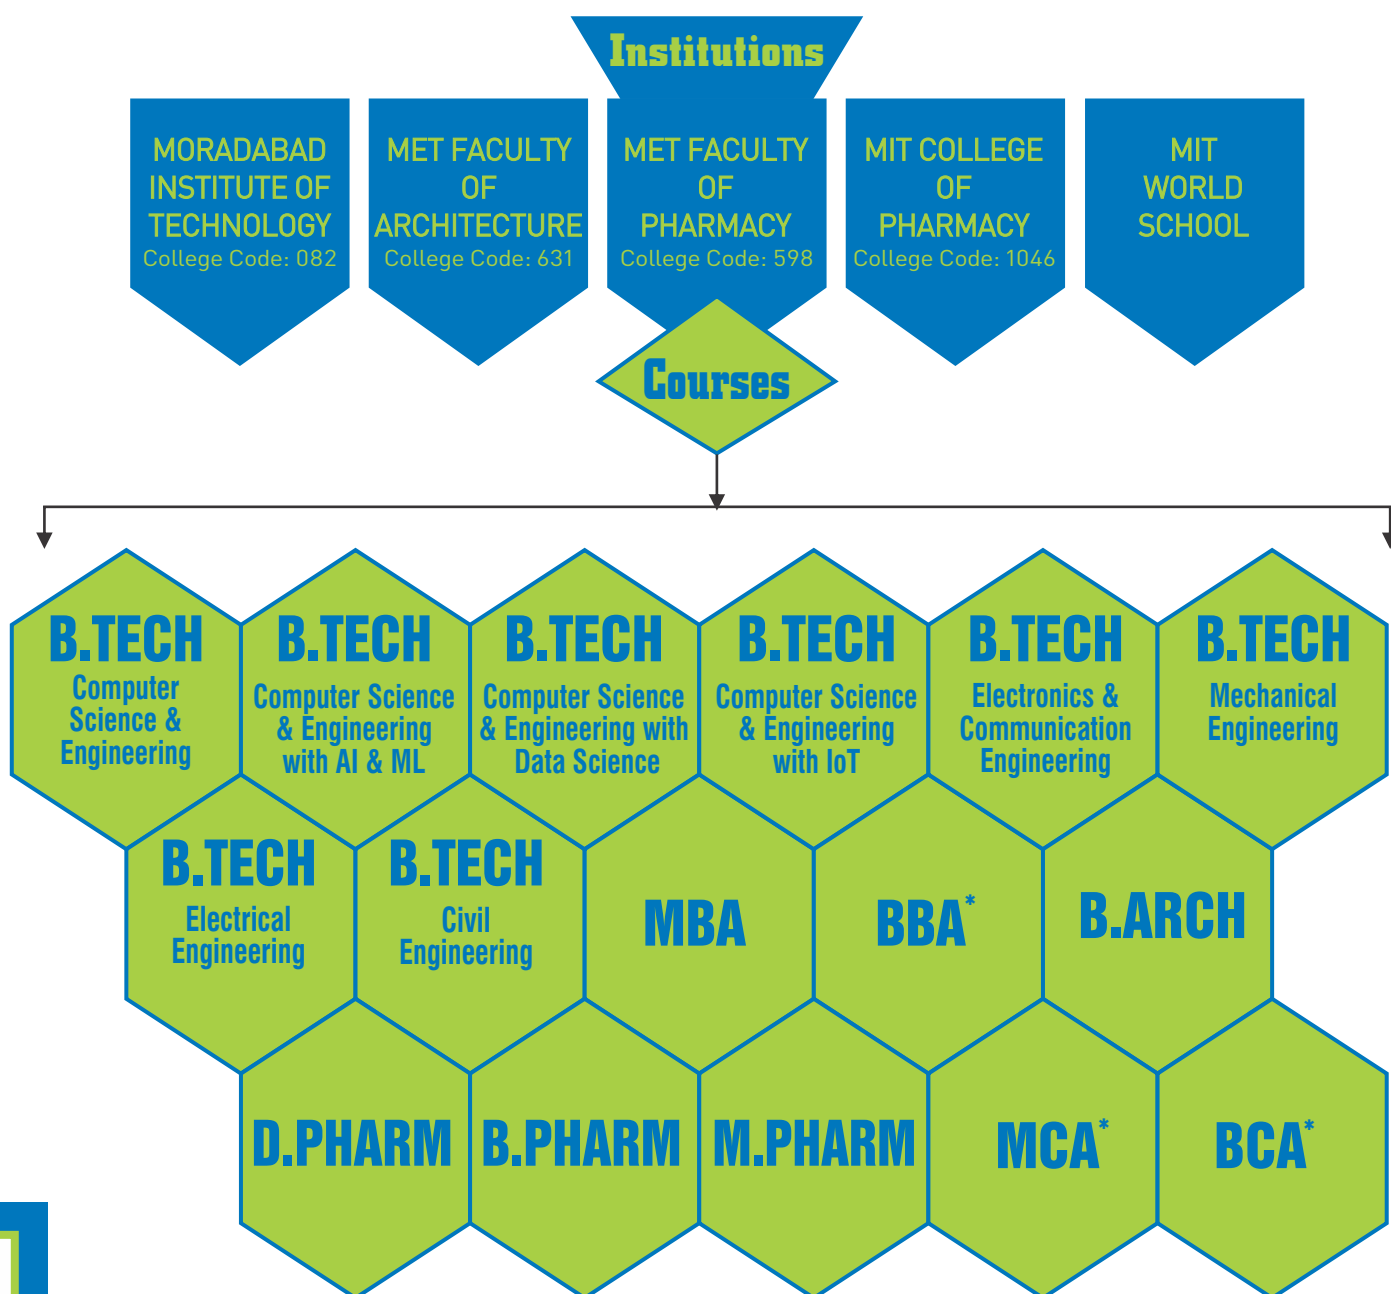 Institutions
MORADABAD
INSTITUTE OF
TECHNOLOGY
College Code: 082
MET FACULTY
OF
ARCHITECTURE
College Code: 631
MET FACULTY
OF
PHARMACY
College Code: 598
MIT COLLEGE
OF
PHARMACY
College Code: 1046
MIT
WORLD
SCHOOL
Courses
B.TECH
Computer
Science &
Engineering
B.TECH
Computer Science
& Engineering
with AI & ML
B.TECH
Computer Science
& Engineering with
Data Science
B.TECH
Computer Science
& Engineering
with IoT
B.TECH
Electronics &
Communication
Engineering
B.TECH
Mechanical
Engineering
B.TECH
Electrical
Engineering
B.TECH
Civil
Engineering
MBA
BBA*
B.ARCH
D.PHARM
B.PHARM
M.PHARM
MCA*
BCA*